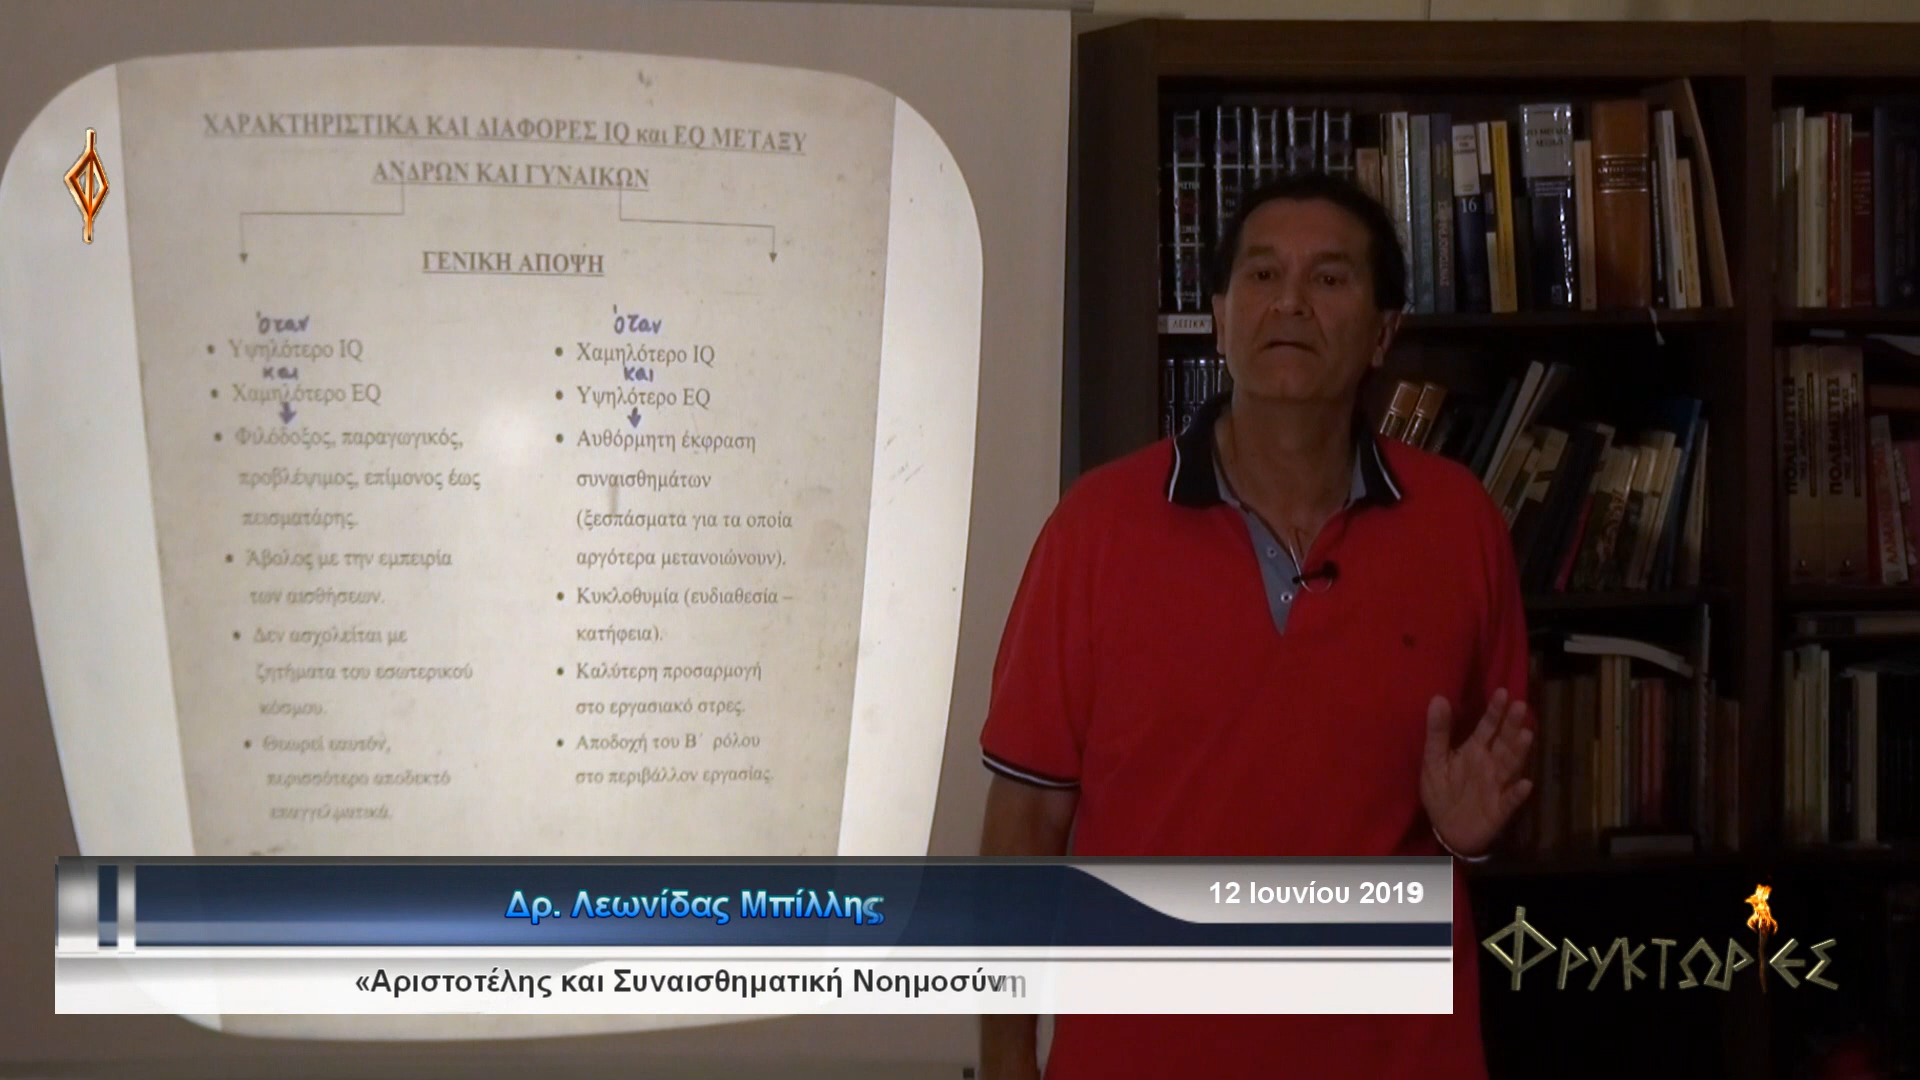 ΧΑΡΑΚΤΗΡΙΣΤΙΚΑ ΚΑΙ ΔΙΑΦΟΡΕΣ IQ και EQ ΜΕΤΑΞΥ
ΑΝΔΡΩΝ ΚΑΙ ΓΥΝΑΙΚΩΝ
ΓΕΝΙΚΗ ΑΠΟΨΗ
όταν
• Υψηλότερο IQ
και
• Χαμηλότερο EQ
• Φιλόδοξος, παραγωγικός,
προβλέψιμος, επίμονος έως
πεισματάρης.
• Άβολος με την εμπειρία
των αισθήσεων.
• Δεν ασχολείται με
ζητήματα του εσωτερικού
κόσμου.
• Θεωρεί εαυτόν,
περισσότερο αποδεκτό
επαγγελματικά.
όταν
• Χαμηλότερο IQ
και
• Υψηλότερο EQ
• Αυθόρμητη έκφραση
συναισθημάτων
(ξεσπάσματα για τα οποία
αργότερα μετανοιώνουν).
• Κυκλοθυμία (ευδιαθεσία –
κατήφεια).
• Καλύτερη προσαρμογή
στο εργασιακό στρες.
• Αποδοχή του Β΄ ρόλου
στο περιβάλλον εργασίας.
16
ΛΕΞΙΚΑ
Δρ. Λεωνίδας Μπίλλης
12 Ιουνίου 2019
«Αριστοτέλης και Συναισθηματική Νοημοσύνη
ΦΡΥΚΤΩΡΙΕΣ